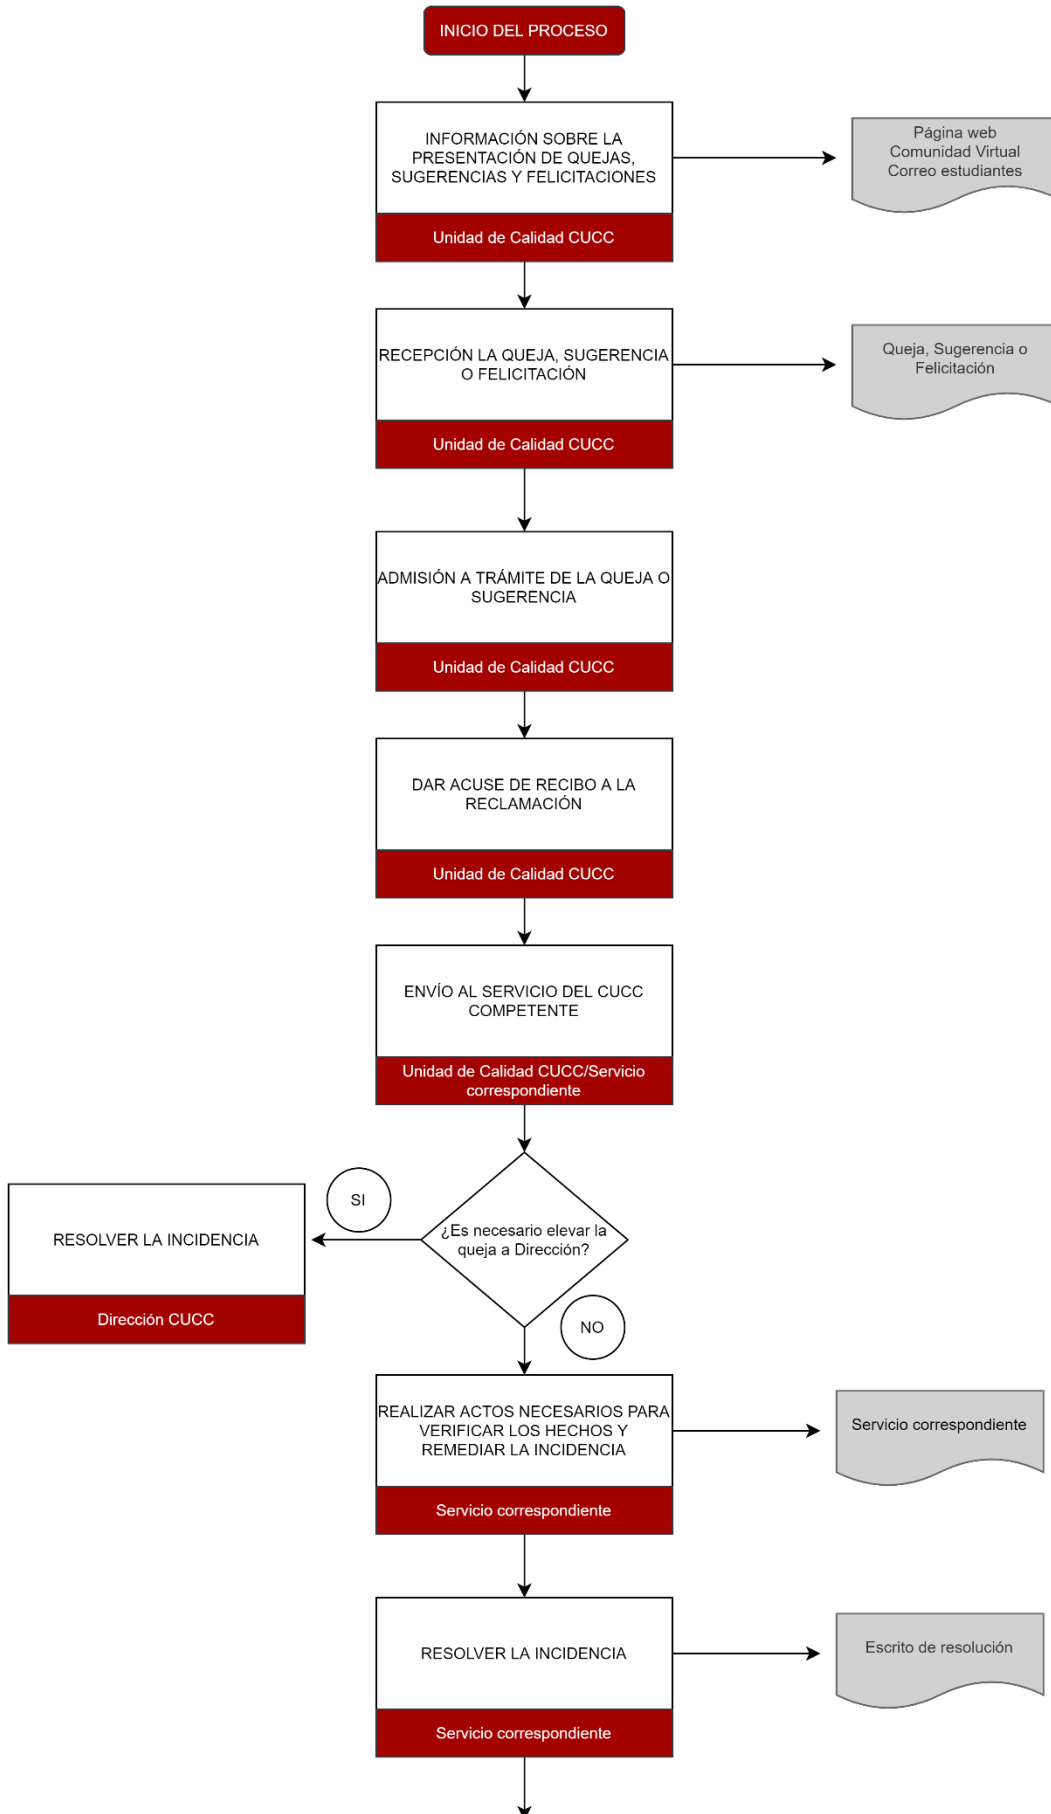 INICIO DEL PROCESO
INFORMACIÓN SOBRE LA
PRESENTACIÓN DE QUEJAS,
SUGERENCIAS Y FELICITACIONES
Unidad de Calidad CUCC
Página web
Comunidad Virtual
Correo estudiantes
RECEPCIÓN LA QUEJA, SUGERENCIA
O FELICITACIÓN
Unidad de Calidad CUCC
Queja, Sugerencia o
Felicitación
ADMISIÓN A TRÁMITE DE LA QUEJA O
SUGERENCIA
Unidad de Calidad CUCC
DAR ACUSE DE RECIBO A LA
RECLAMACIÓN
Unidad de Calidad CUCC
ENVÍO AL SERVICIO DEL CUCC
COMPETENTE
Unidad de Calidad CUCC/Servicio
correspondiente
¿Es necesario elevar la
queja a Dirección?
SI
RESOLVER LA INCIDENCIA
Dirección CUCC
NO
REALIZAR ACTOS NECESARIOS PARA
VERIFICAR LOS HECHOS Y
REMEDIAR LA INCIDENCIA
Servicio correspondiente
Servicio correspondiente
RESOLVER LA INCIDENCIA
Servicio correspondiente
Escrito de resolución